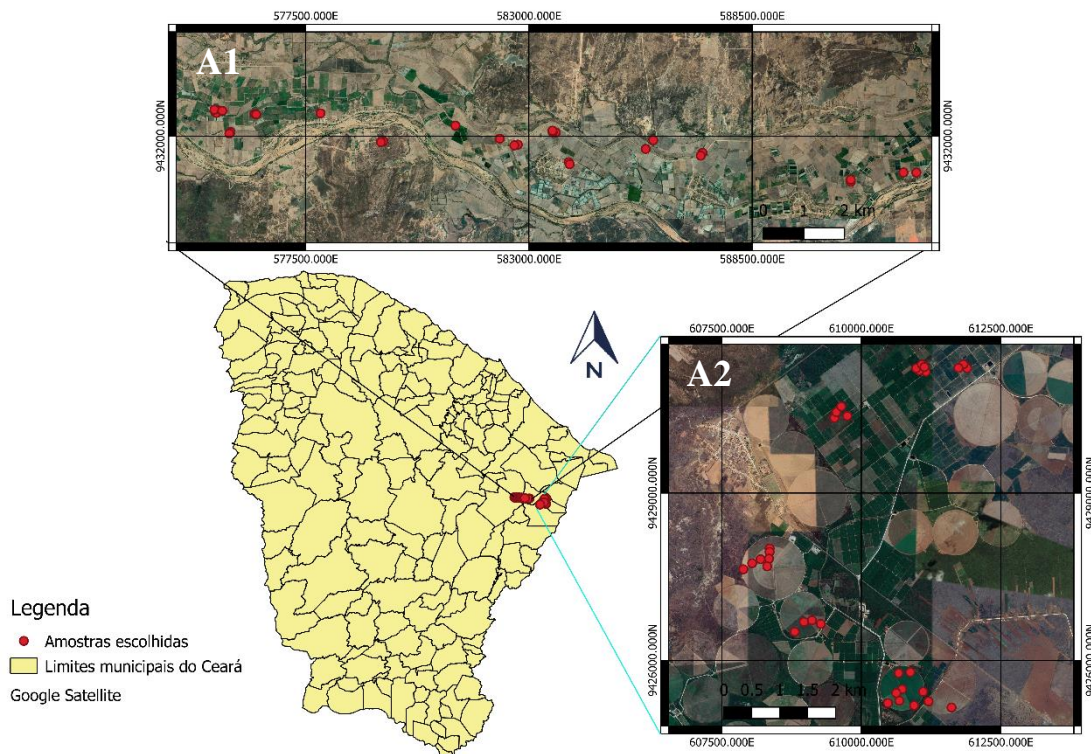 577500.000E 583000.000E 588500.000E
A1
9432000.000N 9432000.000N
0 1 2 km
577500.000E 583000.000E 588500.000E
N
607500.000E 610000.000E 612500.000E
A2
9429000.000N 9429000.000N
9426000.000N 9426000.000N
0 0.5 1 1.5 2 km
607500.000E 610000.000E 612500.000E
Legenda
Amostras escolhidas
Limites municipais do Ceará
Google Satellite